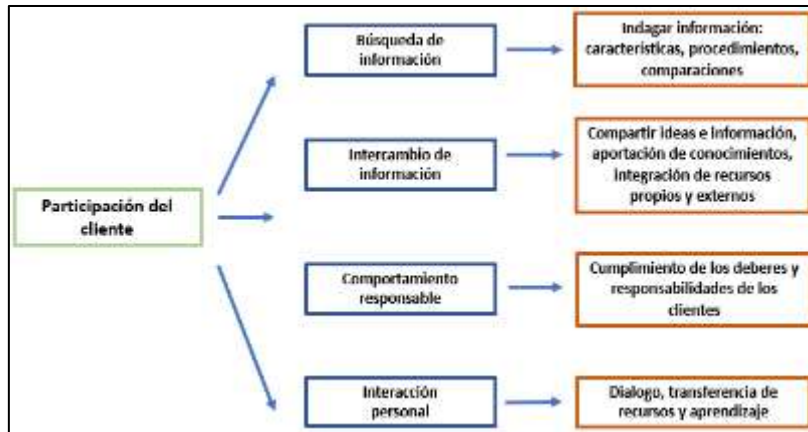 Búsqueda de
información
Indagar información:
características, procedimientos,
comparaciones
Intercambio de
información
Compartir ideas e información,
aportación de conocimientos,
integración de recursos
propios y externos
Participación del
cliente
Comportamiento
responsable
Cumplimiento de los deberes y
responsabilidades de los
clientes
Interacción
personal
Dialogo, transferencia de
recursos y aprendizaje